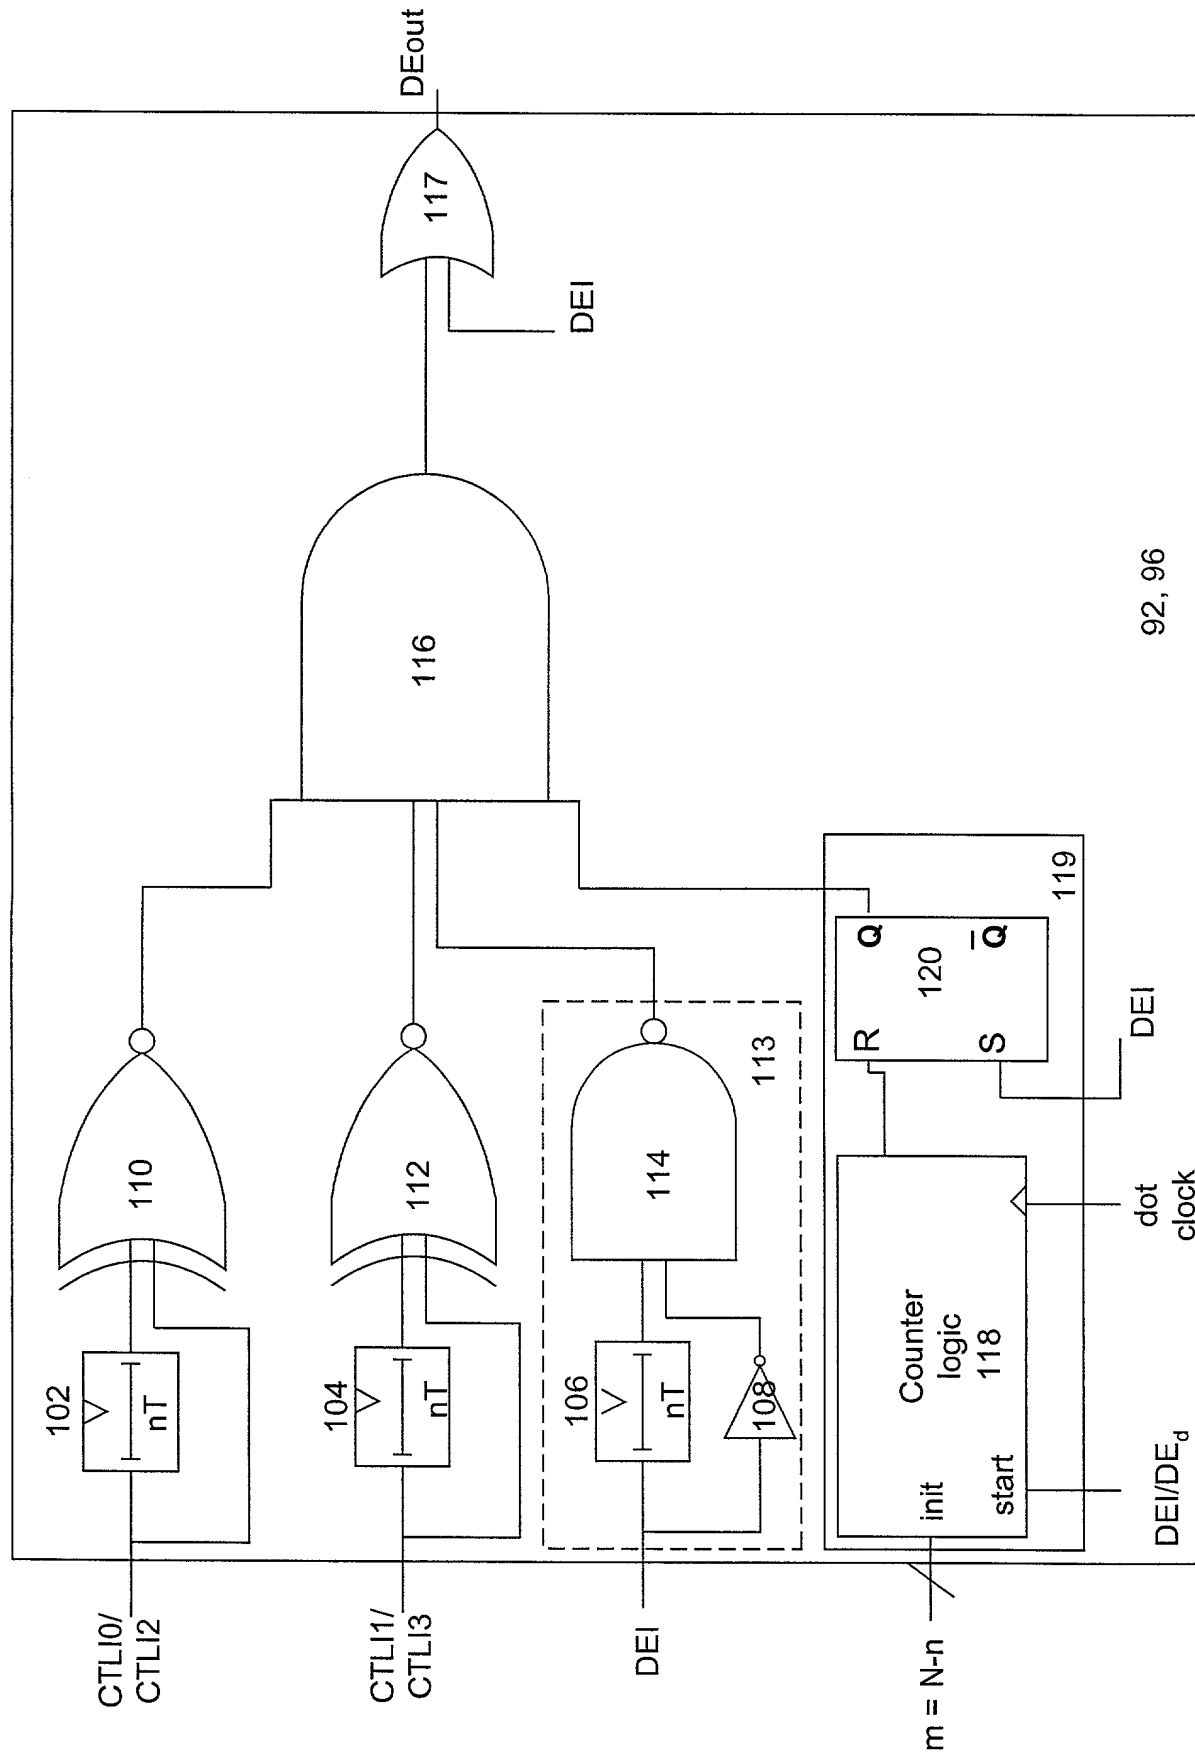 CTLI0/
CTLI2
102
nT
110
CTLI1/
CTLI3
104
nT
112
DEI
106
nT
108
114
113
116
117
DEI
DEout
m = N-n
init
start
Counter
logic
118
R
S
Q
Q̅
120
119
DEI/DEd
dot
clock
DEI
92, 96